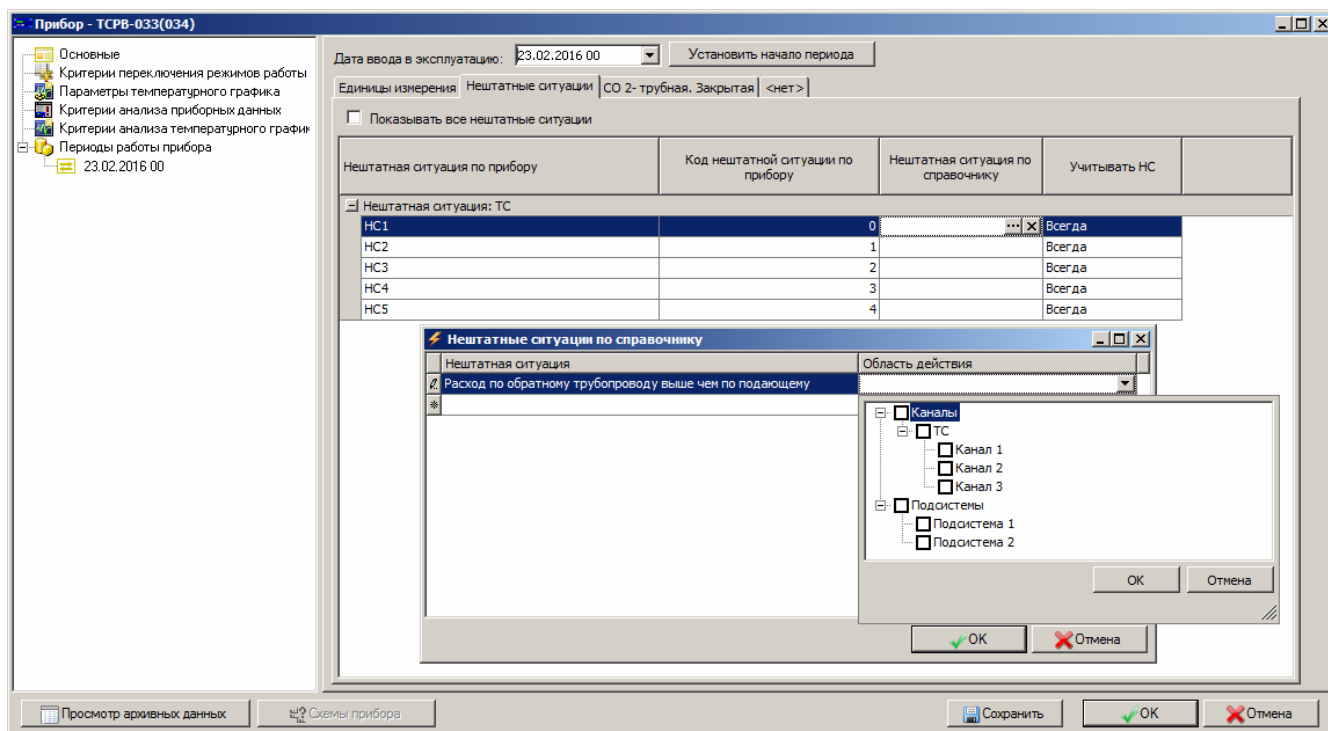 Прибор - ТСРВ-033(034)
Основные
Критерии переключения режимов работы
Параметры температурного графика
Критерии анализа приборных данных
Критерии анализа температурного график
Периоды работы прибора
23.02.2016 00
Дата ввода в эксплуатацию: 23.02.2016 00 Установить начало периода
Единицы измерения Нештатные ситуации СО 2- трубная. Закрытая <нет>
Показывать все нештатные ситуации
Нештатная ситуация по прибору Код нештатной ситуации по прибору Нештатная ситуация по справочнику Учитывать НС
Нештатная ситуация: ТС
НС1 0 Всегда
НС2 1 Всегда
НС3 2 Всегда
НС4 3 Всегда
НС5 4 Всегда
Нештатные ситуации по справочнику
Нештатная ситуация Область действия
Расход по обратному трубопроводу выше чем по подающему
Каналы
ТС
Канал 1
Канал 2
Канал 3
Подсистемы
Подсистема 1
Подсистема 2
ОК Отмена
ОК Отмена
Просмотр архивных данных Схемы прибора Сохранить ОК Отмена